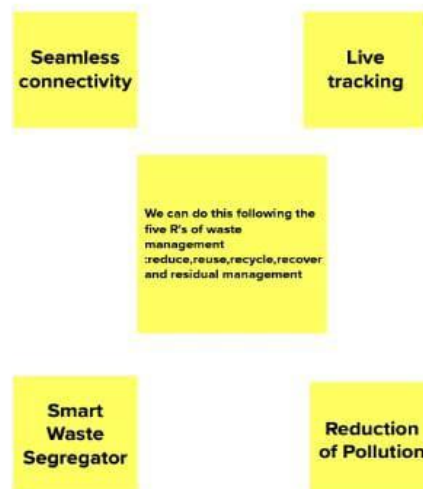 Seamless
connectivity
Live
tracking
We can do this following the
five R's of waste
management
:reduce,reuse,recycle,recover
and residual management
Smart
Waste
Segregator
Reduction
of Pollution